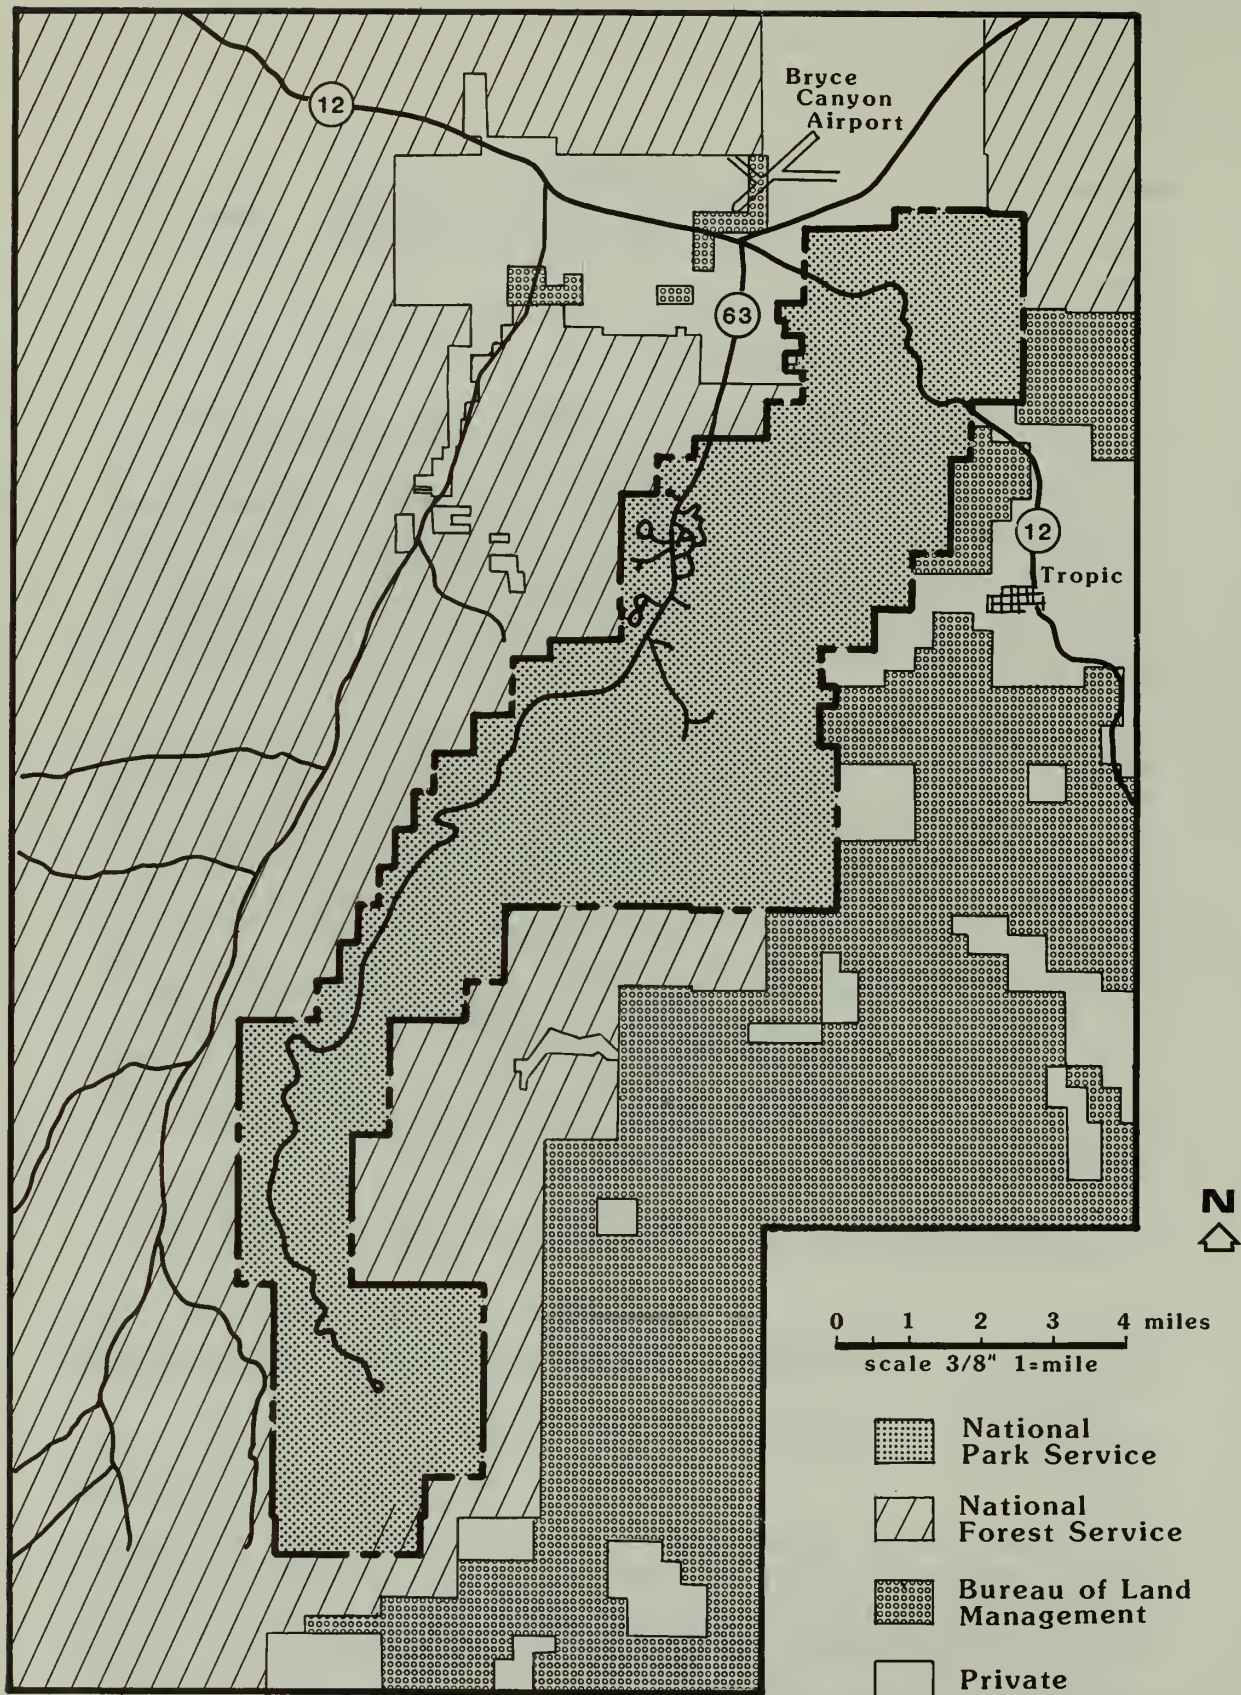 12
Bryce
Canyon
Airport
63
12
Tropic
N
0 1 2 3 4 miles
scale 3/8" 1=mile
National
Park Service
National
Forest Service
Bureau of Land
Management
Private